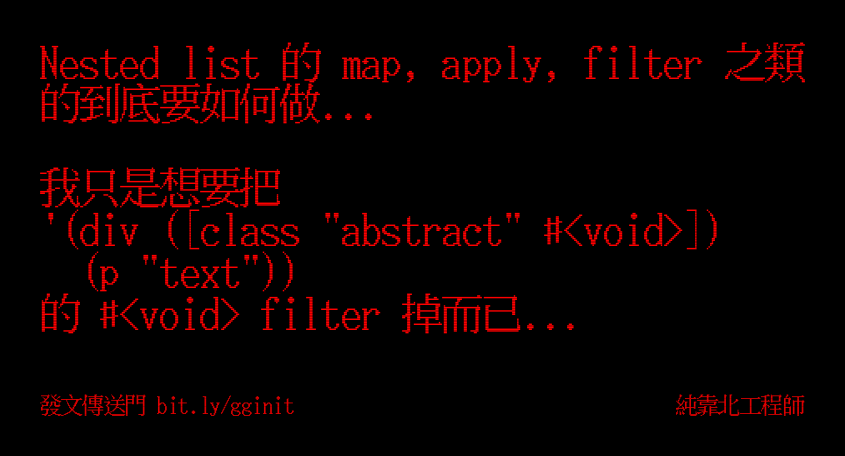 Nested list 的 map, apply, filter 之類
的到底要如何做...
我只是想要把
'(div ([class "abstract" #<void>])
(p "text"))
的 #<void> filter 掉而已...
發文傳送門 bit.ly/gginit
純靠北工程師